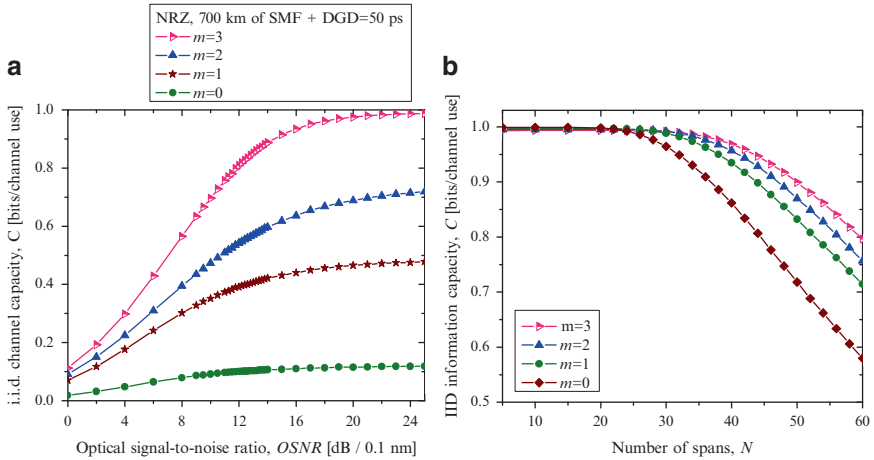 NRZ, 700 km of SMF + DGD=50 ps
m=3
m=2
m=1
m=0
a
1.0
0.8
0.6
0.4
0.2
0.0
i.i.d. channel capacity, C [bits/channel use]
0 4 8 12 16 20 24
Optical signal-to-noise ratio, OSNR [dB / 0.1 nm]
b
1.0
0.9
0.8
0.7
0.6
0.5
IID information capacity, C [bits/channel use]
m=3
m=2
m=1
m=0
10 20 30 40 50 60
Number of spans, N